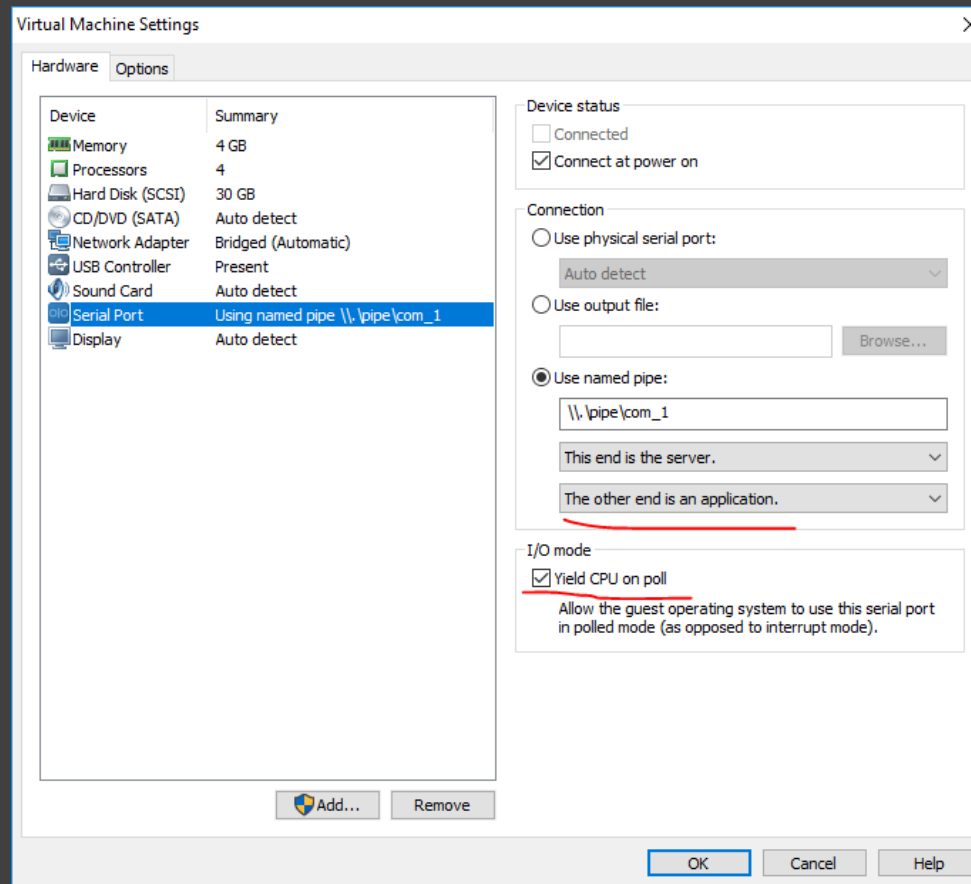 Virtual Machine Settings
Hardware
Options
Device Summary
Memory 4 GB
Processors 4
Hard Disk (SCSI) 30 GB
CD/DVD (SATA) Auto detect
Network Adapter Bridged (Automatic)
USB Controller Present
Sound Card Auto detect
Serial Port Using named pipe \\.\pipe\com_1
Display Auto detect
Add...
Remove
Device status
Connected
Connect at power on
Connection
Use physical serial port:
Auto detect
Use output file:
Browse...
Use named pipe:
\\.\pipe\com_1
This end is the server.
The other end is an application.
I/O mode
Yield CPU on poll
Allow the guest operating system to use this serial port
in polled mode (as opposed to interrupt mode).
OK
Cancel
Help